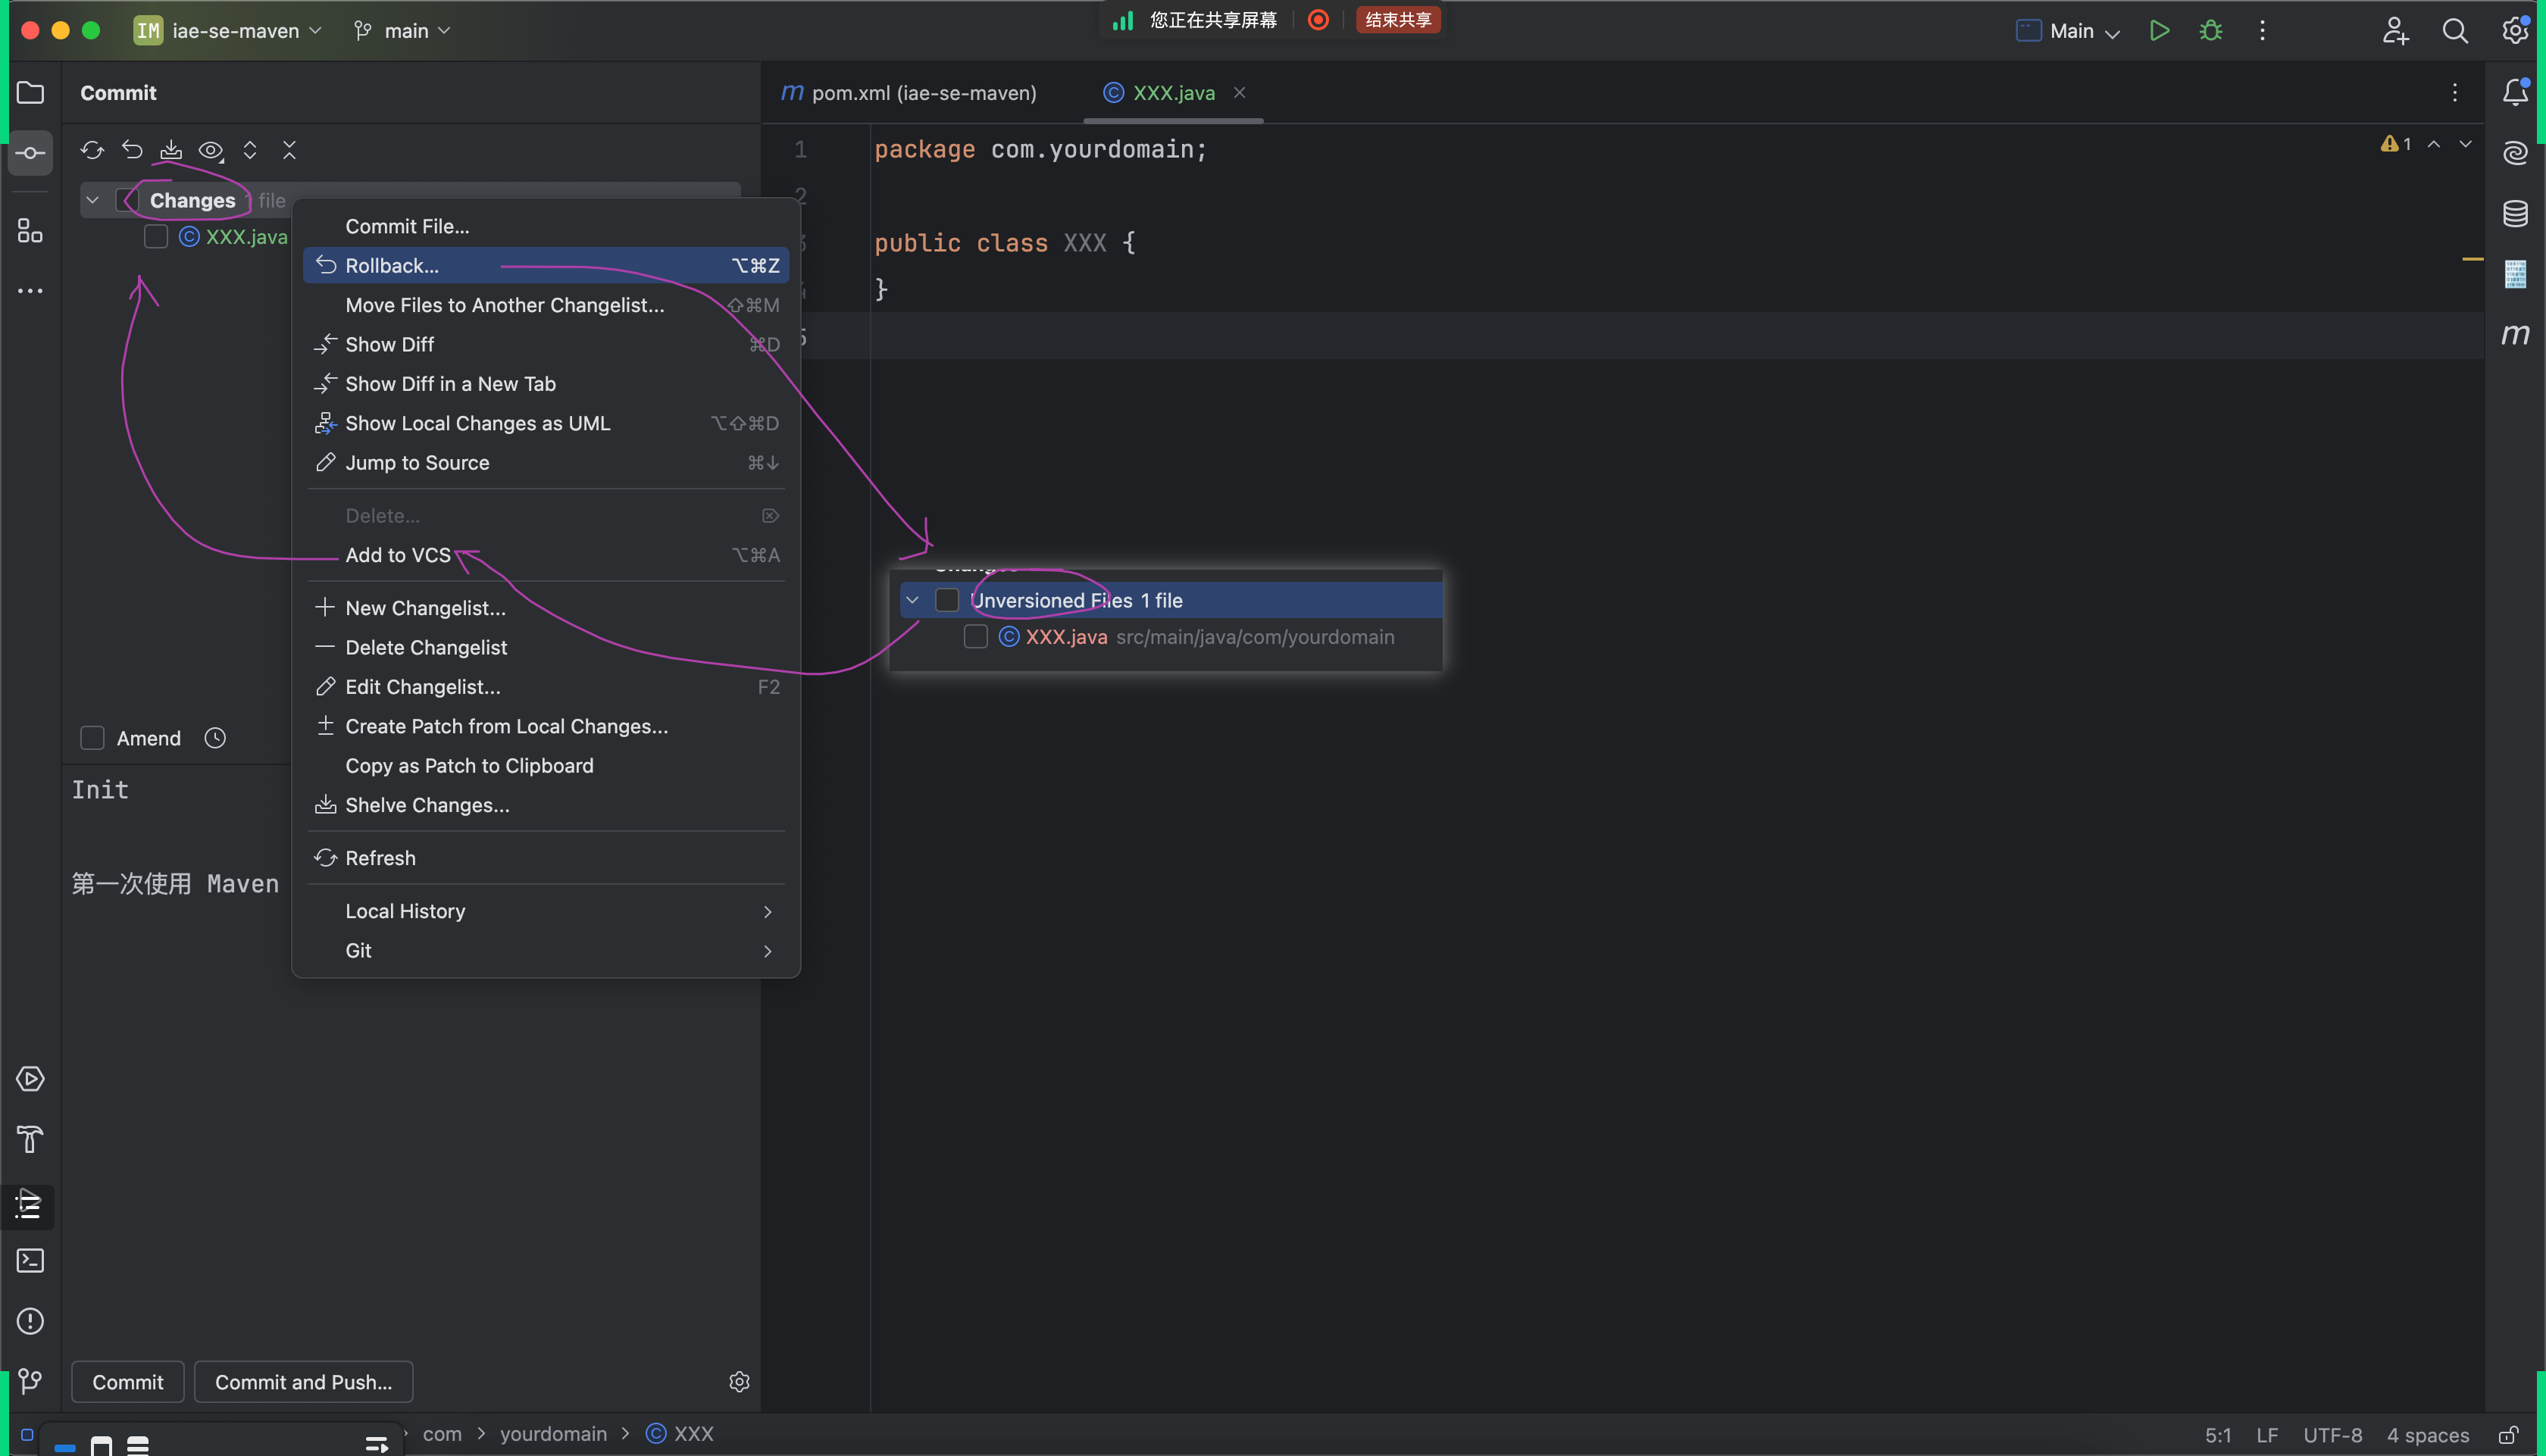 IM iae-se-maven main
您正在共享屏幕 结束共享
Main
Commit
Changes 1 file
XXX.java
Commit File...
Rollback... ⌥⌘Z
Move Files to Another Changelist... ⇧⌘M
Show Diff ⌘D
Show Diff in a New Tab
Show Local Changes as UML ⌥⇧⌘D
Jump to Source ⌘↓
Delete... ⌦
Add to VCS ⌥⌘A
New Changelist...
Delete Changelist
Edit Changelist... F2
Create Patch from Local Changes...
Copy as Patch to Clipboard
Shelve Changes...
Refresh
Local History
Git
Amend
Init
第一次使用 Maven
Commit Commit and Push...
m pom.xml (iae-se-maven) XXX.java
1 package com.yourdomain;
2
public class XXX {
}
1
m
Unversioned Files 1 file
XXX.java src/main/java/com/yourdomain
com > yourdomain > XXX
5:1 LF UTF-8 4 spaces